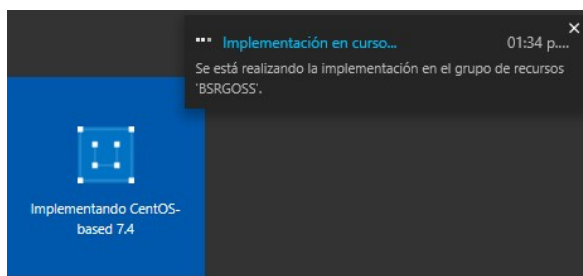 Implementación en curso... 01:34 p....
Se está realizando la implementación en el grupo de recursos
'BSRGOSS'.
Implementando CentOS-
based 7.4